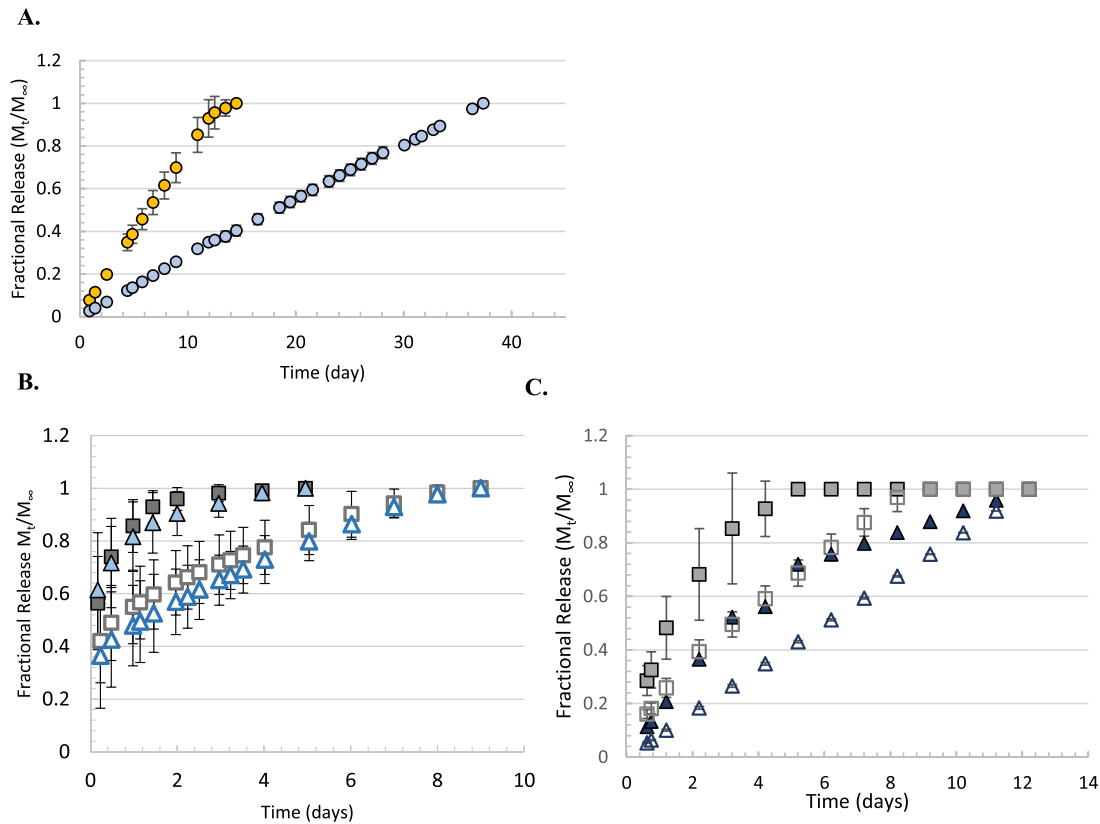 A.
Fractional Release (Mt/M∞)
1.2
1
0.8
0.6
0.4
0.2
0
0 10 20 30 40
Time (day)
B.
Fractional Release Mt/M∞
1.2
1
0.8
0.6
0.4
0.2
0
0 2 4 6 8 10
Time (days)
C.
Fractional Release (Mt/M∞)
1.2
1
0.8
0.6
0.4
0.2
0
0 2 4 6 8 10 12 14
Time (days)